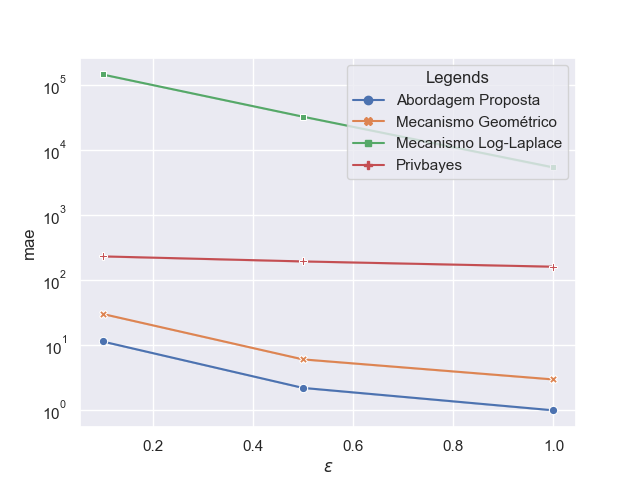 Legends
Abordagem Proposta
Mecanismo Geométrico
Mecanismo Log-Laplace
Privbayes
mae
10^5
10^4
10^3
10^2
10^1
10^0
0.2 0.4 0.6 0.8 1.0
ε